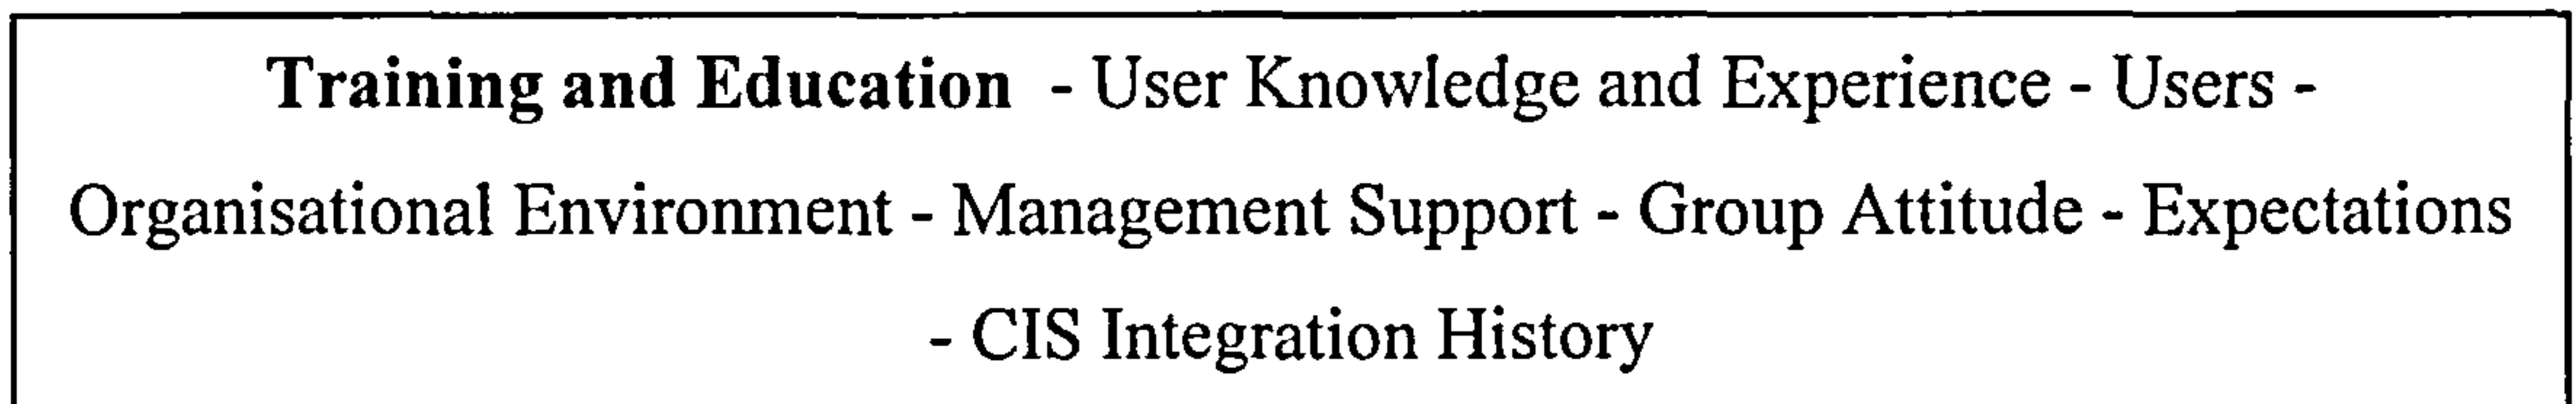 Training and Education - User Knowledge and Experience - Users -
Organisational Environment - Management Support - Group Attitude - Expectations
- CIS Integration History